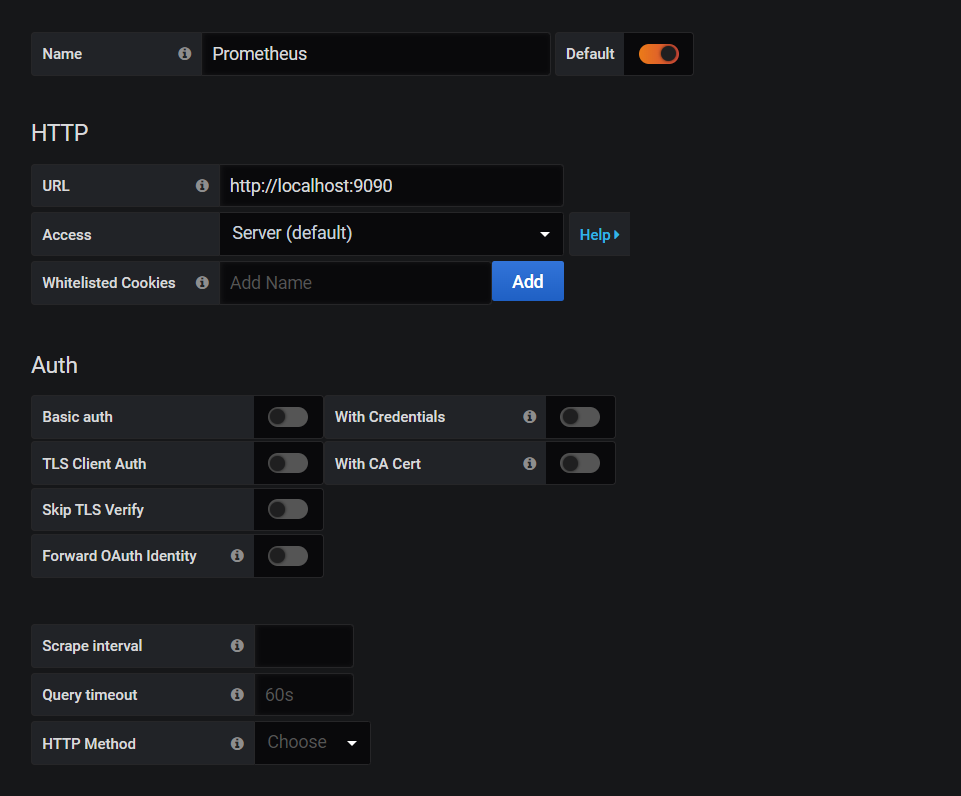 Name Prometheus Default
HTTP
URL http://localhost:9090
Access Server (default) Help
Whitelisted Cookies Add Name Add
Auth
Basic auth With Credentials
TLS Client Auth With CA Cert
Skip TLS Verify
Forward OAuth Identity
Scrape interval
Query timeout 60s
HTTP Method Choose